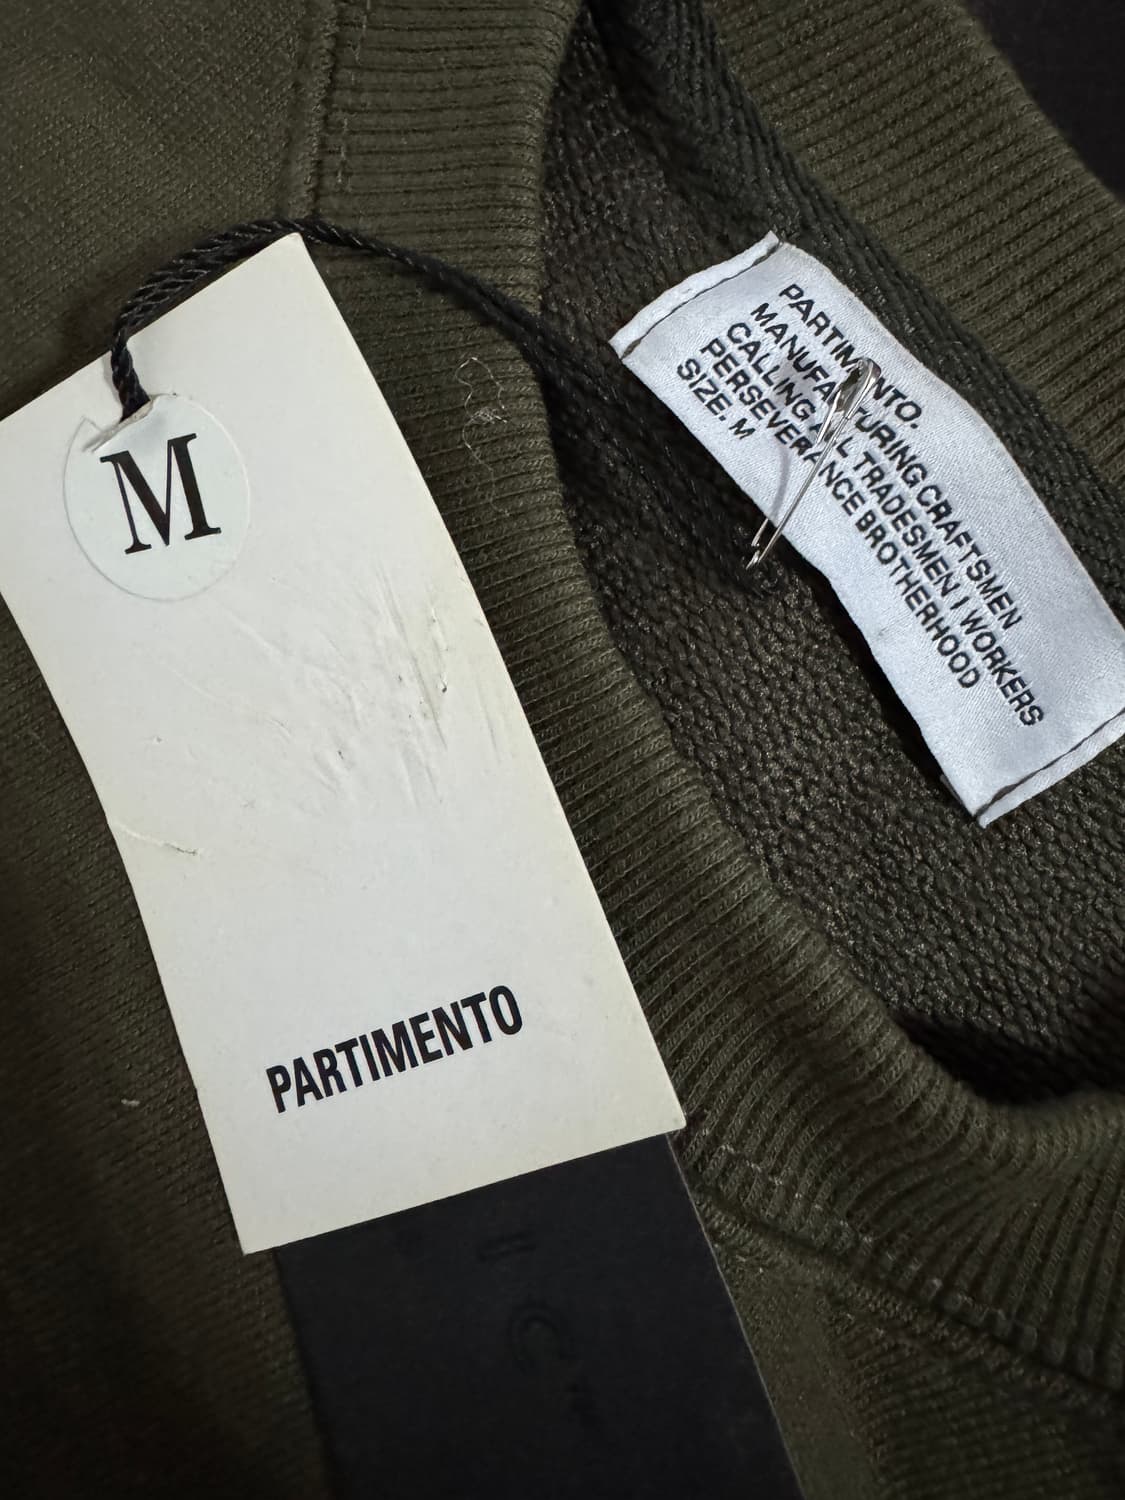 M
PARTIMENTO
PARTIMENTO.
MANUFACTURING CRAFTSMEN
CALLING ALL TRADESMEN I WORKERS
PERSEVERANCE BROTHERHOOD
SIZE. M